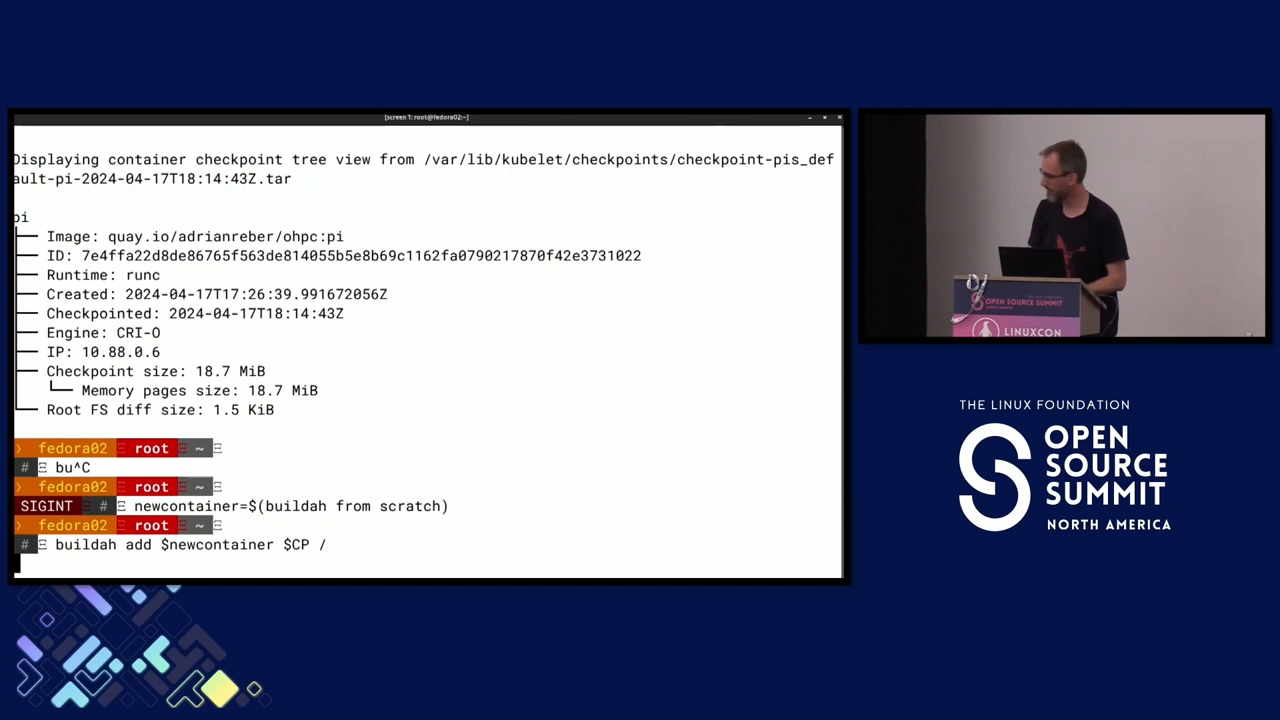 [screen 1: root@fedora02:~]
Displaying container checkpoint tree view from /var/lib/kubelet/checkpoints/checkpoint-pis_def
ault-pi-2024-04-17T18:14:43Z.tar
pi
Image: quay.io/adrianreber/ohpc:pi
ID: 7e4ffa22d8de86765f563de814055b5e8b69c1162fa0790217870f42e3731022
Runtime: runc
Created: 2024-04-17T17:26:39.991672056Z
Checkpointed: 2024-04-17T18:14:43Z
Engine: CRI-O
IP: 10.88.0.6
Checkpoint size: 18.7 MiB
Memory pages size: 18.7 MiB
Root FS diff size: 1.5 KiB
fedora02 root ~
# bu^C
fedora02 root ~
SIGINT # newcontainer=$(buildah from scratch)
fedora02 root ~
# buildah add $newcontainer $CP /
OPEN SOURCE SUMMIT
LINUXCON
THE LINUX FOUNDATION
OPEN
SOURCE
SUMMIT
NORTH AMERICA